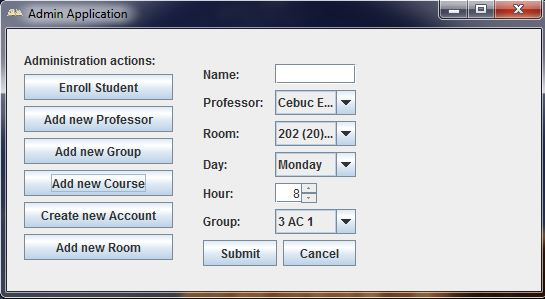 Admin Application
Administration actions:
Enroll Student
Add new Professor
Add new Group
Add new Course
Create new Account
Add new Room
Name:
Professor: Cebuc E...
Room: 202 (20)...
Day: Monday
Hour: 8
Group: 3 AC 1
Submit Cancel